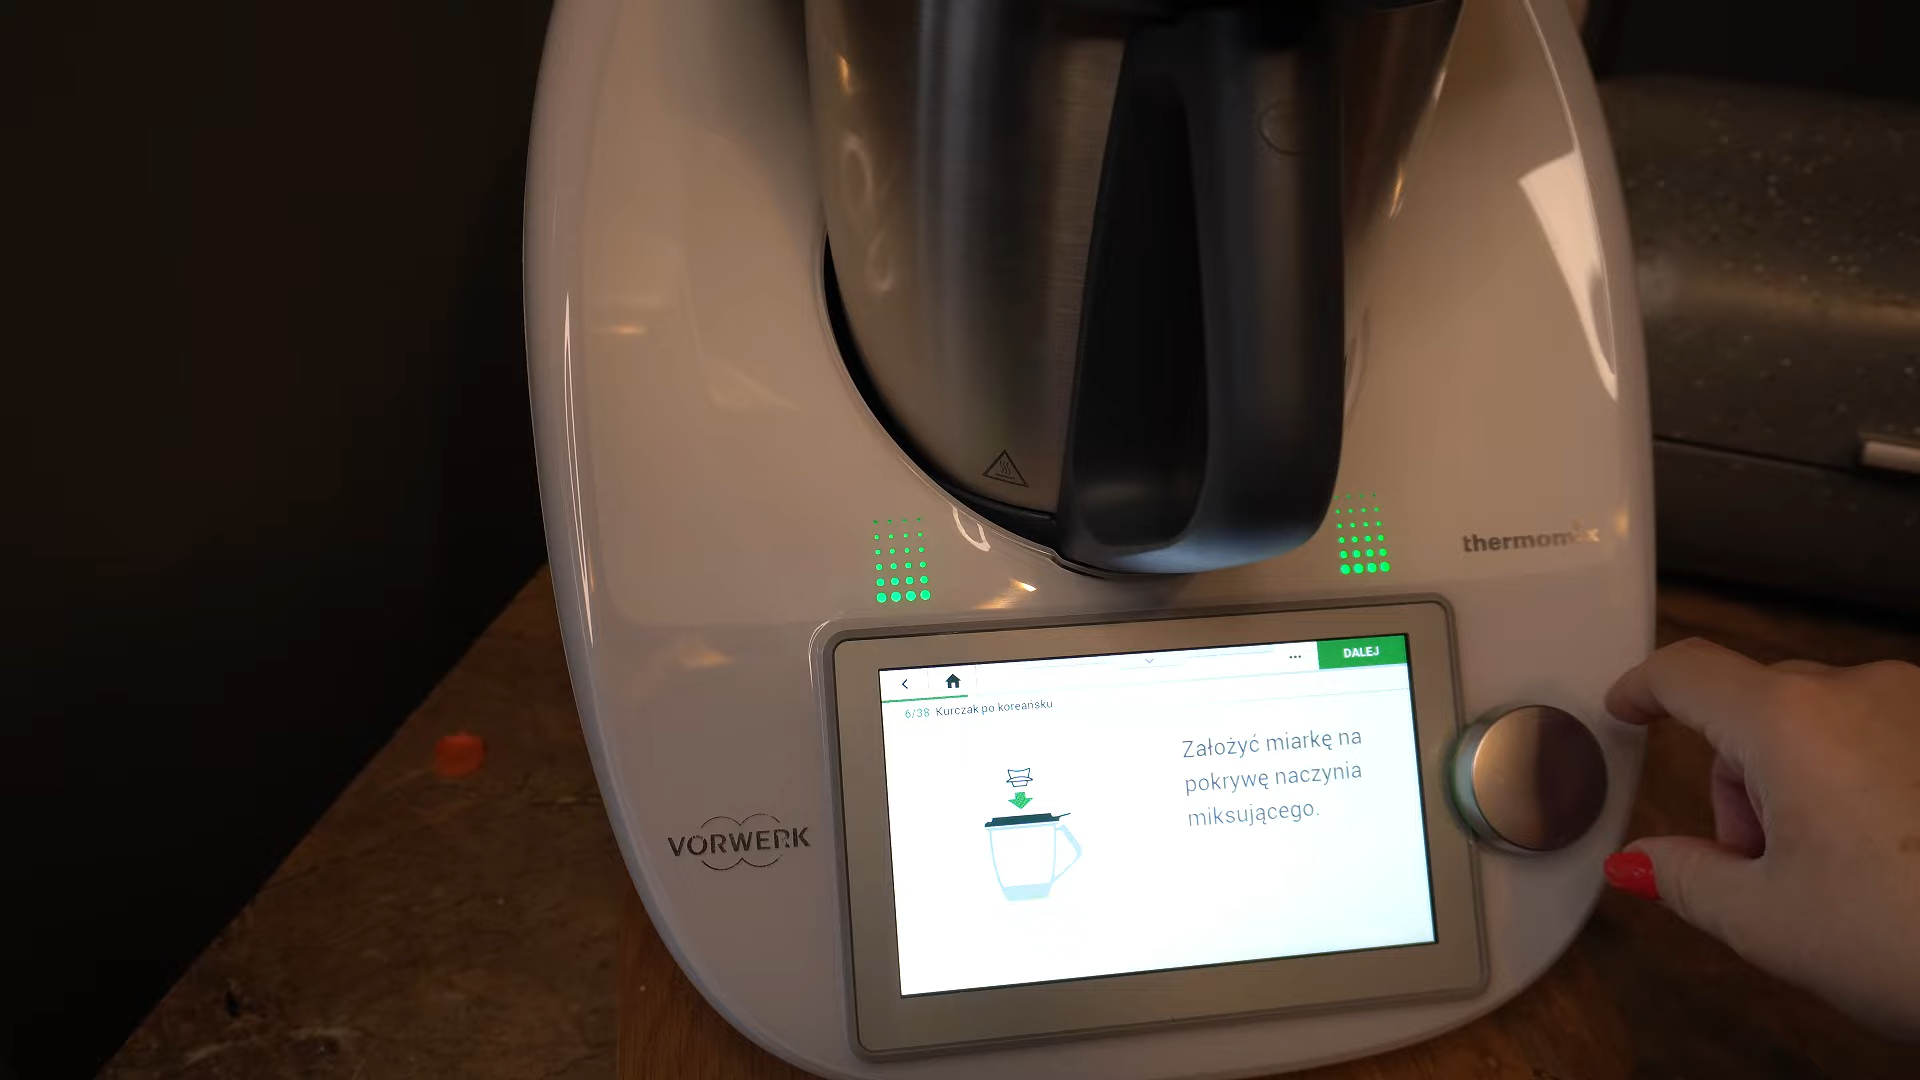 thermomix
DALEJ
6/38 Kurczak po koreańsku
Założyć miarkę na
pokrywę naczynia
miksującego.
VORWERK